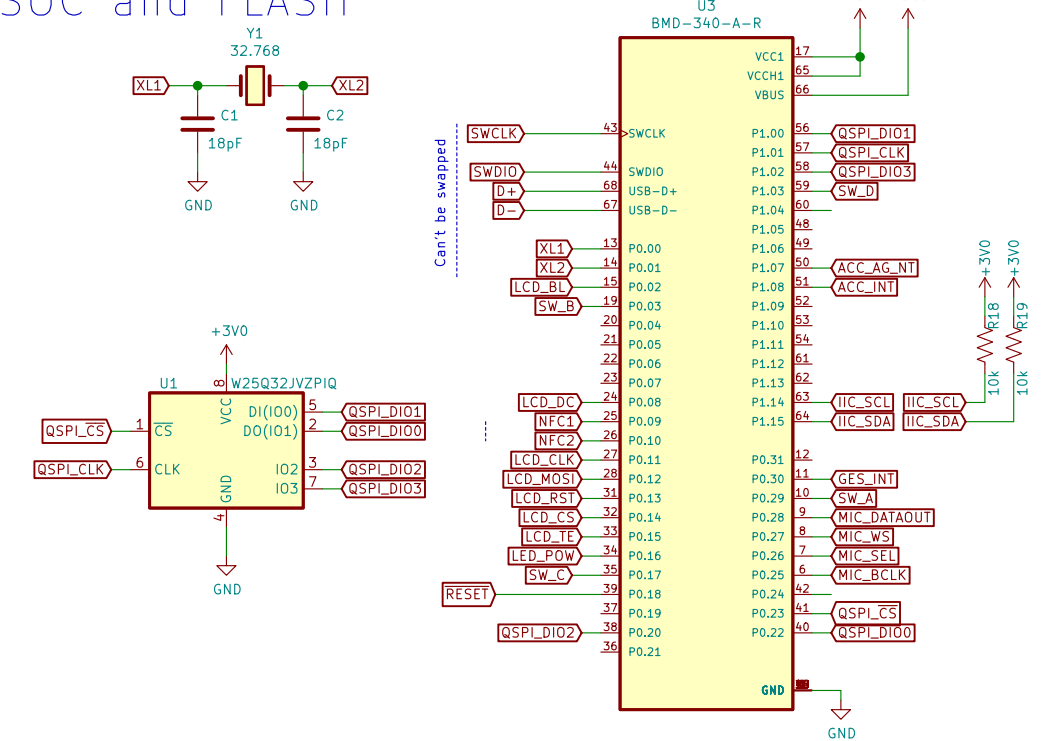 SOC and FLASH
Y1
32.768
XL1
XL2
C1
18pF
C2
18pF
GND
GND
+3V0
U1
W25Q32JVZPIQ
8
VCC
QSPI_CS
1
CS
QSPI_CLK
6
CLK
DI(IO0)
5
QSPI_DIO1
DO(IO1)
2
QSPI_DIO0
IO2
3
QSPI_DIO2
IO3
7
QSPI_DIO3
GND
4
GND
Can't be swapped
U3
BMD-340-A-R
SWCLK 43 SWCLK
SWDIO 44 SWDIO
D+ 68 USB-D+
D- 67 USB-D-
XL1 13 P0.00
XL2 14 P0.01
LCD_BL 15 P0.02
SW_B 19 P0.03
20 P0.04
21 P0.05
22 P0.06
23 P0.07
LCD_DC 24 P0.08
NFC1 25 P0.09
NFC2 26 P0.10
LCD_CLK 27 P0.11
LCD_MOSI 28 P0.12
LCD_RST 31 P0.13
LCD_CS 32 P0.14
LCD_TE 33 P0.15
LED_POW 34 P0.16
SW_C 35 P0.17
RESET 39 P0.18
37 P0.19
QSPI_DIO2 38 P0.20
36 P0.21
VCC1 17
VCCH1 65
VBUS 66
P1.00 56 QSPI_DIO1
P1.01 57 QSPI_CLK
P1.02 58 QSPI_DIO3
P1.03 59 SW_D
P1.04 60
P1.05 48
P1.06 49
P1.07 50 ACC_AG_NT
P1.08 51 ACC_INT
P1.09 52
P1.10 53
P1.11 54
P1.12 61
P1.13 62
P1.14 63 IIC_SCL
P1.15 64 IIC_SDA
P0.31 12
P0.30 11 GES_INT
P0.29 10 SW_A
P0.28 9 MIC_DATAOUT
P0.27 8 MIC_WS
P0.26 7 MIC_SEL
P0.25 6 MIC_BCLK
P0.24 42
P0.23 41 QSPI_CS
P0.22 40 QSPI_DIO0
GND
GND
+3V0
+3V0
R18
10k
R19
10k
IIC_SCL
IIC_SDA